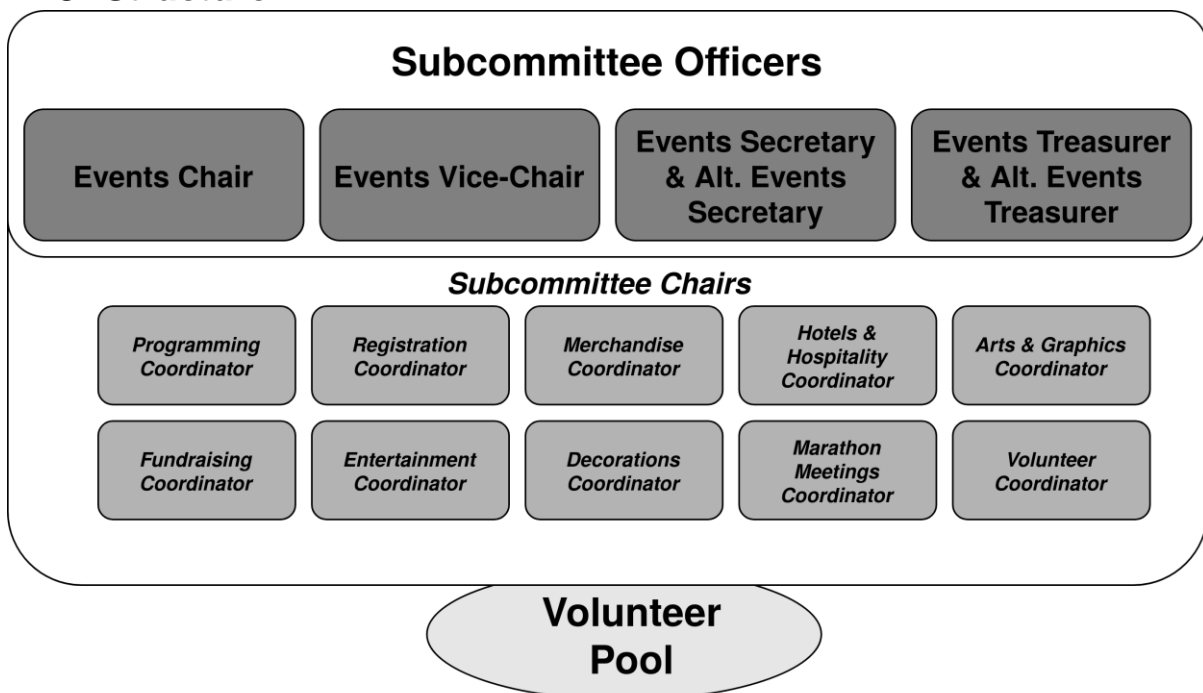 Subcommittee Officers
Events Chair
Events Vice-Chair
Events Secretary
& Alt. Events
Secretary
Events Treasurer
& Alt. Events
Treasurer
Subcommittee Chairs
Programming
Coordinator
Registration
Coordinator
Merchandise
Coordinator
Hotels &
Hospitality
Coordinator
Arts & Graphics
Coordinator
Fundraising
Coordinator
Entertainment
Coordinator
Decorations
Coordinator
Marathon
Meetings
Coordinator
Volunteer
Coordinator
Volunteer
Pool